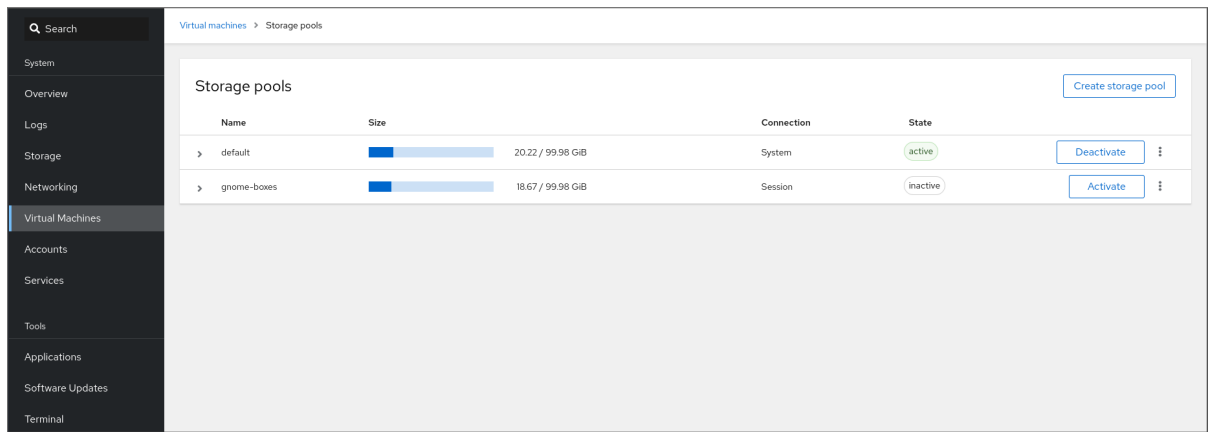 Search
System
Overview
Logs
Storage
Networking
Virtual Machines
Accounts
Services
Tools
Applications
Software Updates
Terminal
Virtual machines > Storage pools
Storage pools
Create storage pool
Name Size Connection State
default 20.22 / 99.98 GiB System active Deactivate
gnome-boxes 18.67 / 99.98 GiB Session inactive Activate